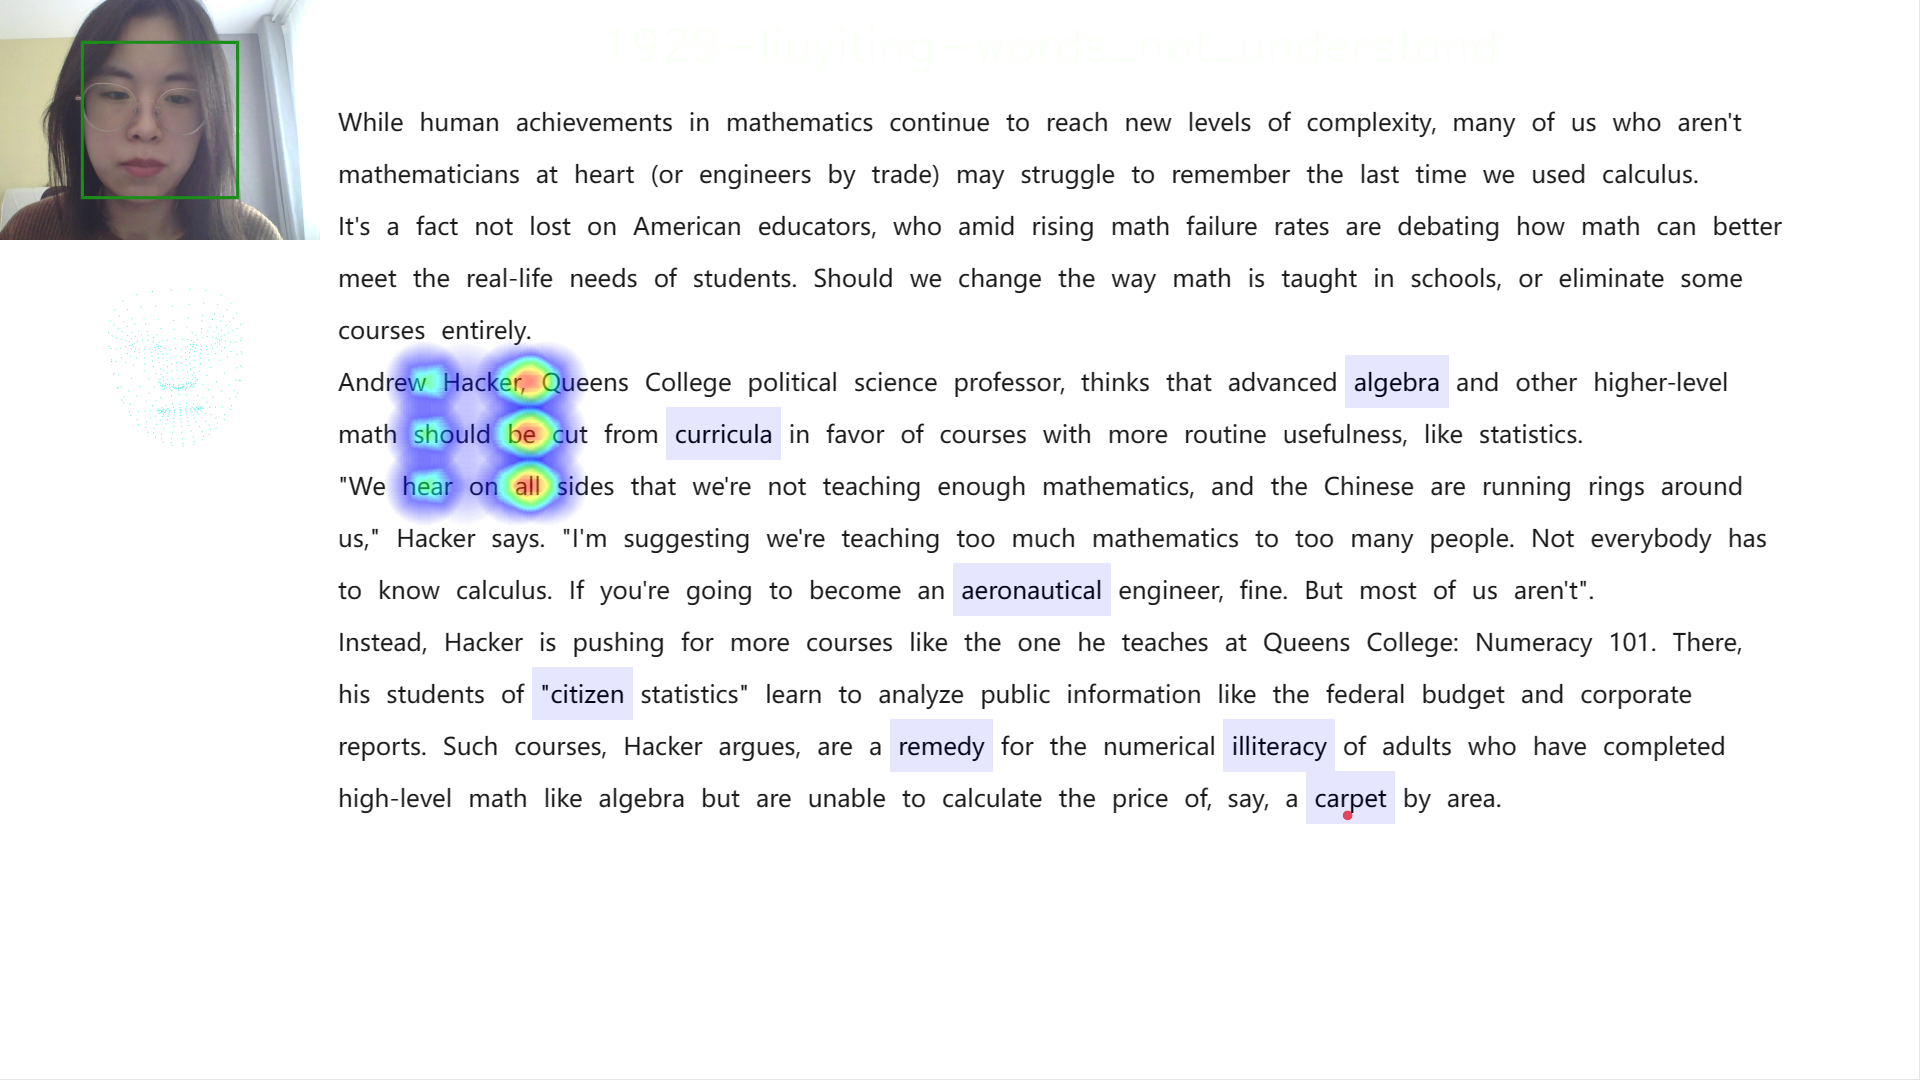 1929-liuyiting-words_not_understand
While human achievements in mathematics continue to reach new levels of complexity, many of us who aren't
mathematicians at heart (or engineers by trade) may struggle to remember the last time we used calculus.
It's a fact not lost on American educators, who amid rising math failure rates are debating how math can better
meet the real-life needs of students. Should we change the way math is taught in schools, or eliminate some
courses entirely.
Andrew Hacker, Queens College political science professor, thinks that advanced algebra and other higher-level
math should be cut from curricula in favor of courses with more routine usefulness, like statistics.
"We hear on all sides that we're not teaching enough mathematics, and the Chinese are running rings around
us," Hacker says. "I'm suggesting we're teaching too much mathematics to too many people. Not everybody has
to know calculus. If you're going to become an aeronautical engineer, fine. But most of us aren't".
Instead, Hacker is pushing for more courses like the one he teaches at Queens College: Numeracy 101. There,
his students of "citizen statistics" learn to analyze public information like the federal budget and corporate
reports. Such courses, Hacker argues, are a remedy for the numerical illiteracy of adults who have completed
high-level math like algebra but are unable to calculate the price of, say, a carpet by area.